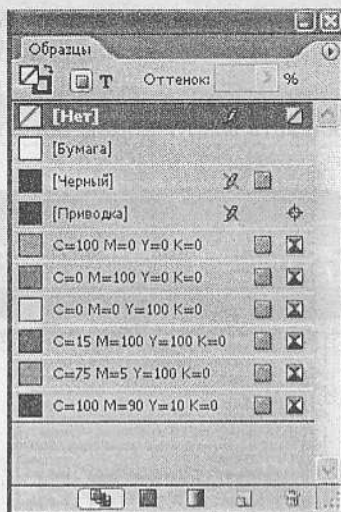 Образцы
T Оттенок: %
[Нет]
[Бумага]
[Черный]
[Приводка]
C=100 M=0 Y=0 K=0
C=0 M=100 Y=0 K=0
C=0 M=0 Y=100 K=0
C=15 M=100 Y=100 K=0
C=75 M=5 Y=100 K=0
C=100 M=90 Y=10 K=0